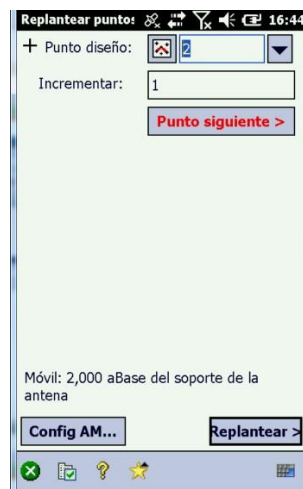 Replantear puntos 16:44
Punto diseño: 2
Incrementar: 1
Punto siguiente >
Móvil: 2,000 aBase del soporte de la
antena
Config AM... Replantear >